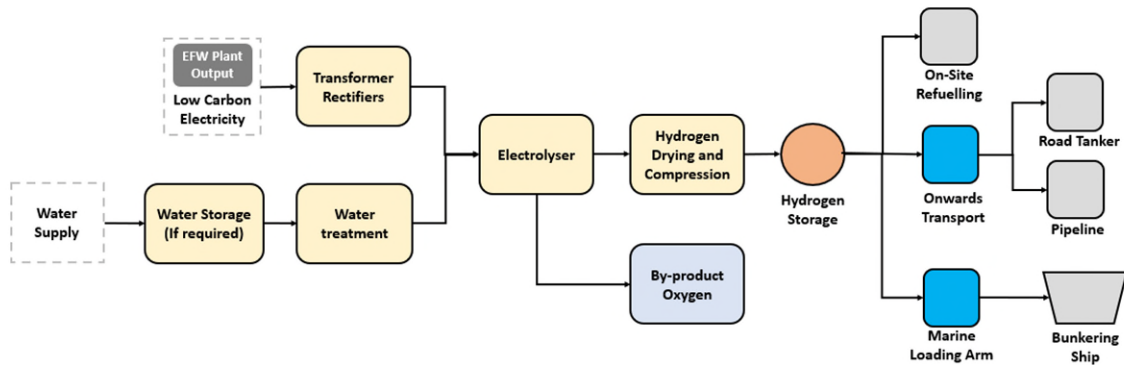 EFW Plant
Output
Low Carbon
Electricity
Transformer
Rectifiers
Water
Supply
Water Storage
(If required)
Water
treatment
Electrolyser
Hydrogen
Drying and
Compression
By-product
Oxygen
Hydrogen
Storage
On-Site
Refuelling
Onwards
Transport
Road Tanker
Pipeline
Marine
Loading Arm
Bunkering
Ship